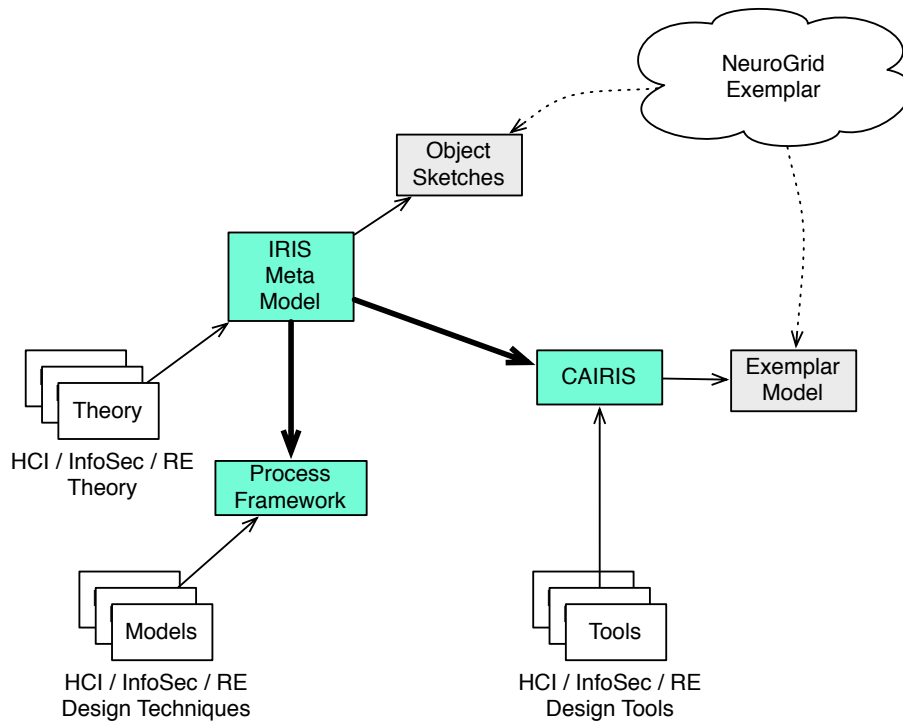 NeuroGrid
Exemplar
Object
Sketches
IRIS
Meta
Model
CAIRIS
Exemplar
Model
Theory
HCI / InfoSec / RE
Theory
Process
Framework
Models
HCI / InfoSec / RE
Design Techniques
Tools
HCI / InfoSec / RE
Design Tools